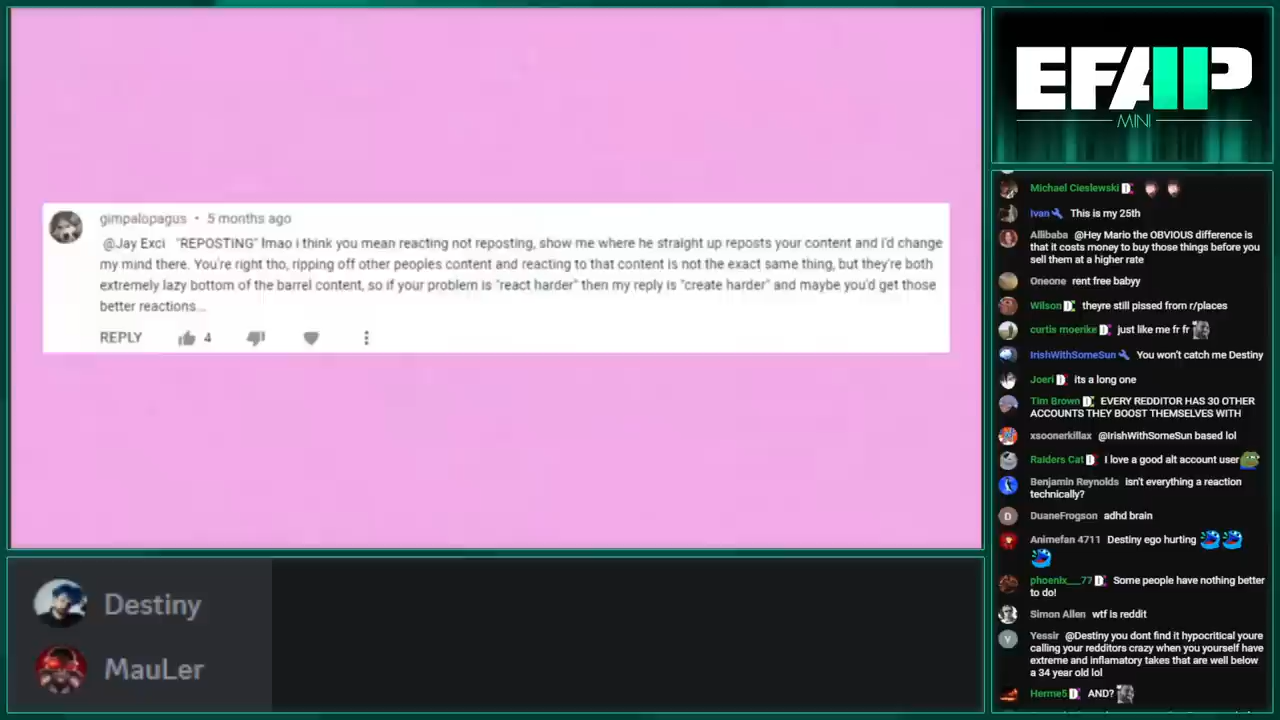 gimpalopagus • 5 months ago
@Jay Exci "REPOSTING" lmao i think you mean reacting not reposting, show me where he straight up reposts your content and i'd change
my mind there. You're right tho, ripping off other peoples content and reacting to that content is not the exact same thing, but they're both
extremely lazy bottom of the barrel content, so if your problem is "react harder" then my reply is "create harder" and maybe you'd get those
better reactions...
REPLY 4
Destiny
MauLer
EFAP
MINI
Michael Cieslewski
Ivan This is my 25th
Allibaba @Hey Mario the OBVIOUS difference is
that it costs money to buy those things before you
sell them at a higher rate
Oneone rent free babyy
Wilson theyre still pissed from r/places
curtis moerike just like me fr fr
IrishWithSomeSun You won't catch me Destiny
Joeri its a long one
Tim Brown EVERY REDDITOR HAS 30 OTHER
ACCOUNTS THEY BOOST THEMSELVES WITH
xsoonerkillax @IrishWithSomeSun based lol
Raiders Cat I love a good alt account user
Benjamin Reynolds isn't everything a reaction
technically?
D DuaneFrogson adhd brain
Animefan 4711 Destiny ego hurting
phoenix___77 Some people have nothing better
to do!
Simon Allen wtf is reddit
Y Yessir @Destiny you dont find it hypocritical youre
calling your redditors crazy when you yourself have
extreme and inflamatory takes that are well below
a 34 year old lol
Herme5 AND?